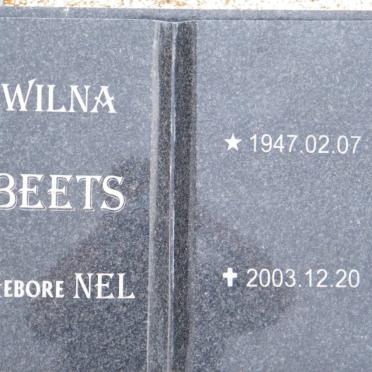 WILNA
BEETS
EBORE NEL
★ 1947.02.07
✝ 2003.12.20